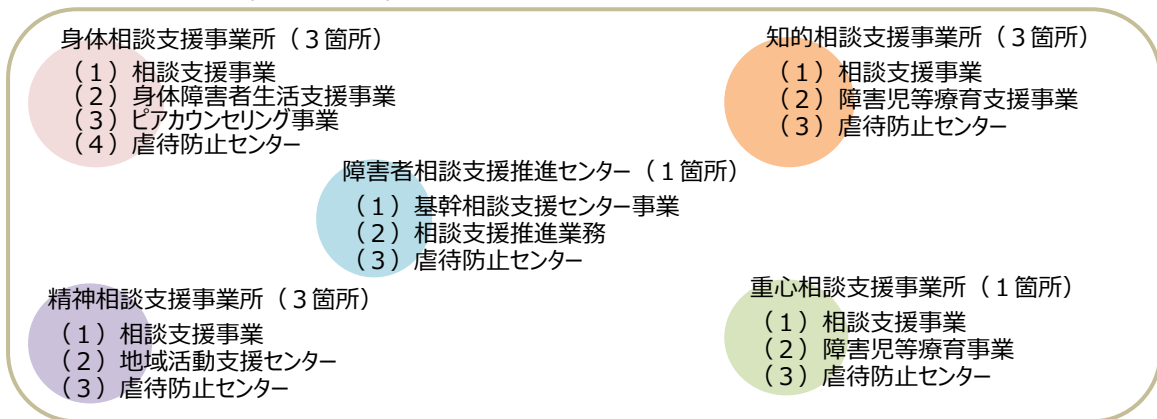 身体相談支援事業所（３箇所）
（１）相談支援事業
（２）身体障害者生活支援事業
（３）ピアカウンセリング事業
（４）虐待防止センター
知的相談支援事業所（３箇所）
（１）相談支援事業
（２）障害児等療育支援事業
（３）虐待防止センター
障害者相談支援推進センター（１箇所）
（１）基幹相談支援センター事業
（２）相談支援推進業務
（３）虐待防止センター
精神相談支援事業所（３箇所）
（１）相談支援事業
（２）地域活動支援センター
（３）虐待防止センター
重心相談支援事業所（１箇所）
（１）相談支援事業
（２）障害児等療育事業
（３）虐待防止センター